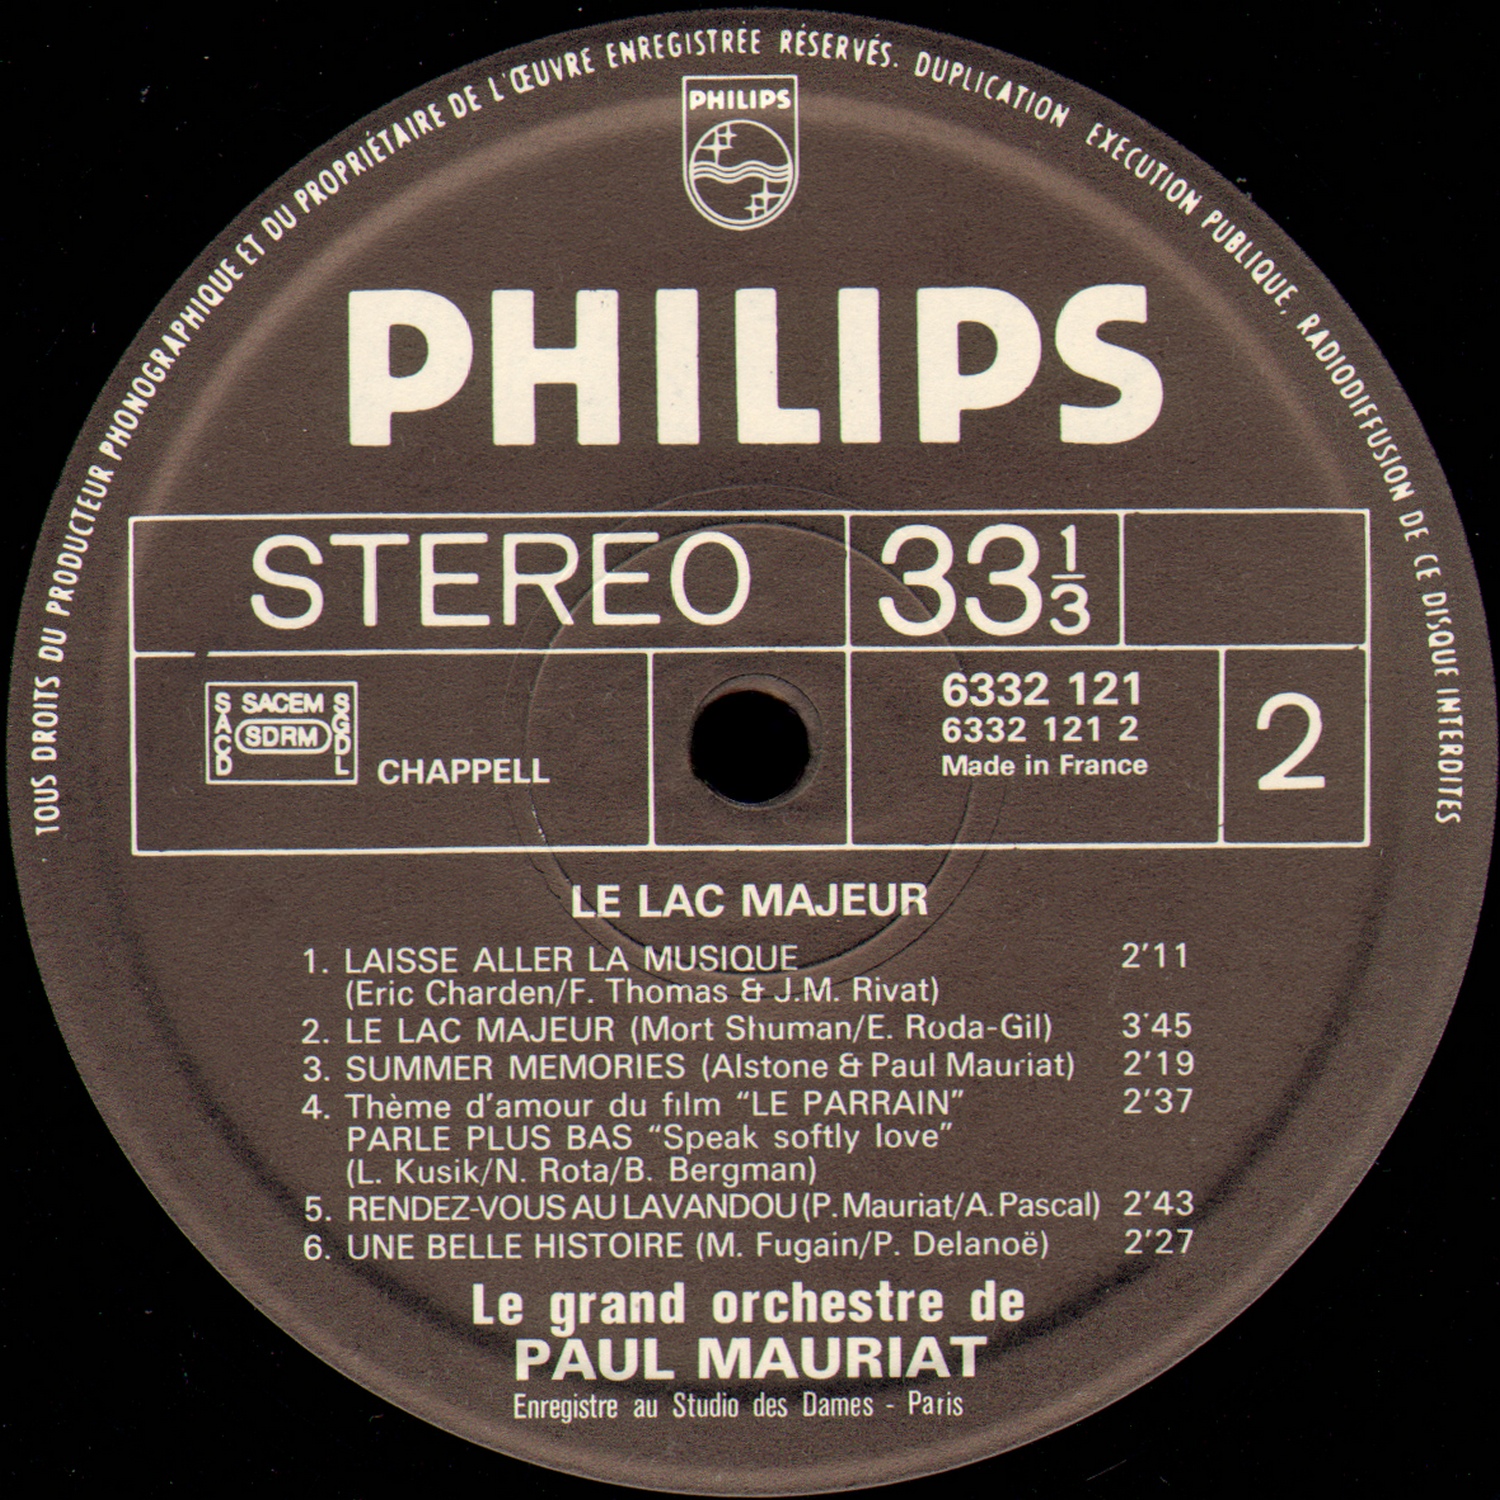 TOUS DROITS DU PRODUCTEUR PHONOGRAPHIQUE ET DU PROPRIÉTAIRE DE L'ŒUVRE ENREGISTREE RÉSERVÉS. DUPLICATION EXECUTION PUBLIQUE, RADIODIFFUSION DE CE DISQUE INTERDITES
PHILIPS
PHILIPS
STEREO 33 1/3
SACEM
SACD SDRM SGDL
CHAPPELL
6332 121
6332 121 2
Made in France
2
LE LAC MAJEUR
1. LAISSE ALLER LA MUSIQUE 2'11
(Eric Charden/F. Thomas & J.M. Rivat)
2. LE LAC MAJEUR (Mort Shuman/E. Roda-Gil) 3'45
3. SUMMER MEMORIES (Alstone & Paul Mauriat) 2'19
4. Thème d'amour du film "LE PARRAIN" 2'37
PARLE PLUS BAS "Speak softly love"
(L. Kusik/N. Rota/B. Bergman)
5. RENDEZ-VOUS AU LAVANDOU (P. Mauriat/A. Pascal) 2'43
6. UNE BELLE HISTOIRE (M. Fugain/P. Delanoë) 2'27
Le grand orchestre de
PAUL MAURIAT
Enregistre au Studio des Dames - Paris